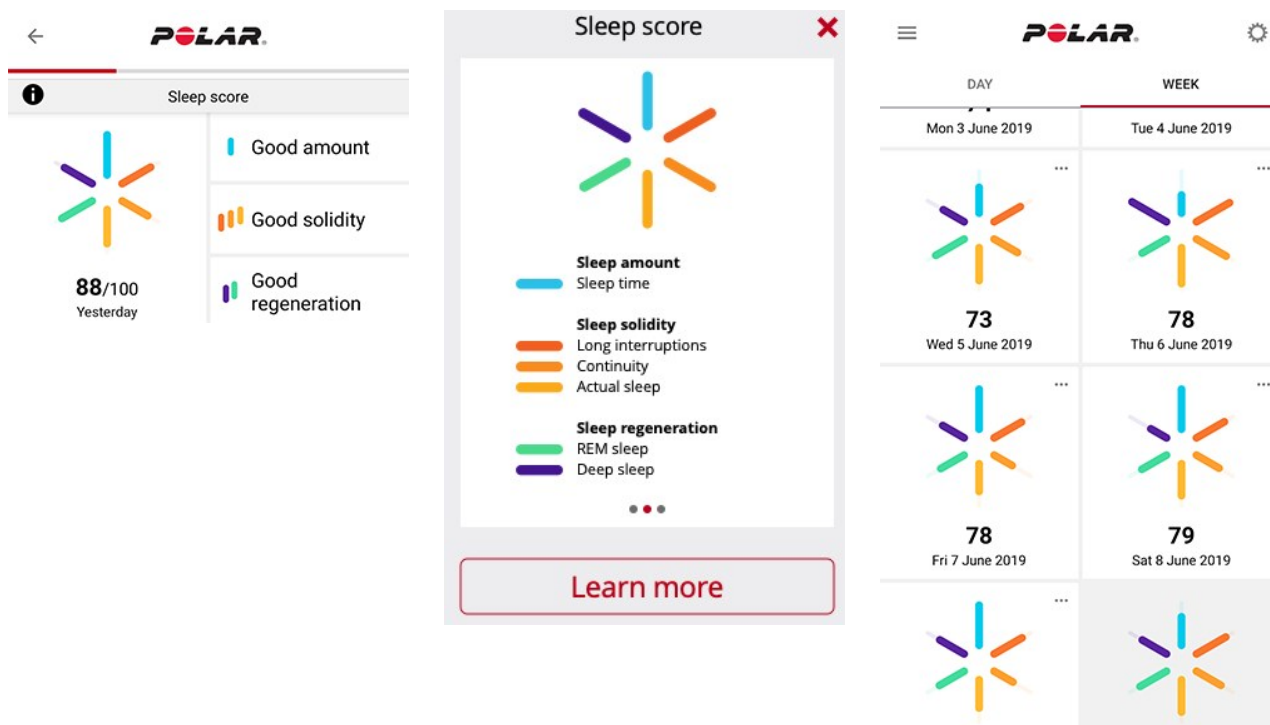 POLAR
Sleep score
Good amount
Good solidity
Good
regeneration
88/100
Yesterday
Sleep score
Sleep amount
Sleep time
Sleep solidity
Long interruptions
Continuity
Actual sleep
Sleep regeneration
REM sleep
Deep sleep
Learn more
POLAR
DAY
WEEK
Mon 3 June 2019
Tue 4 June 2019
73
Wed 5 June 2019
78
Thu 6 June 2019
78
Fri 7 June 2019
79
Sat 8 June 2019